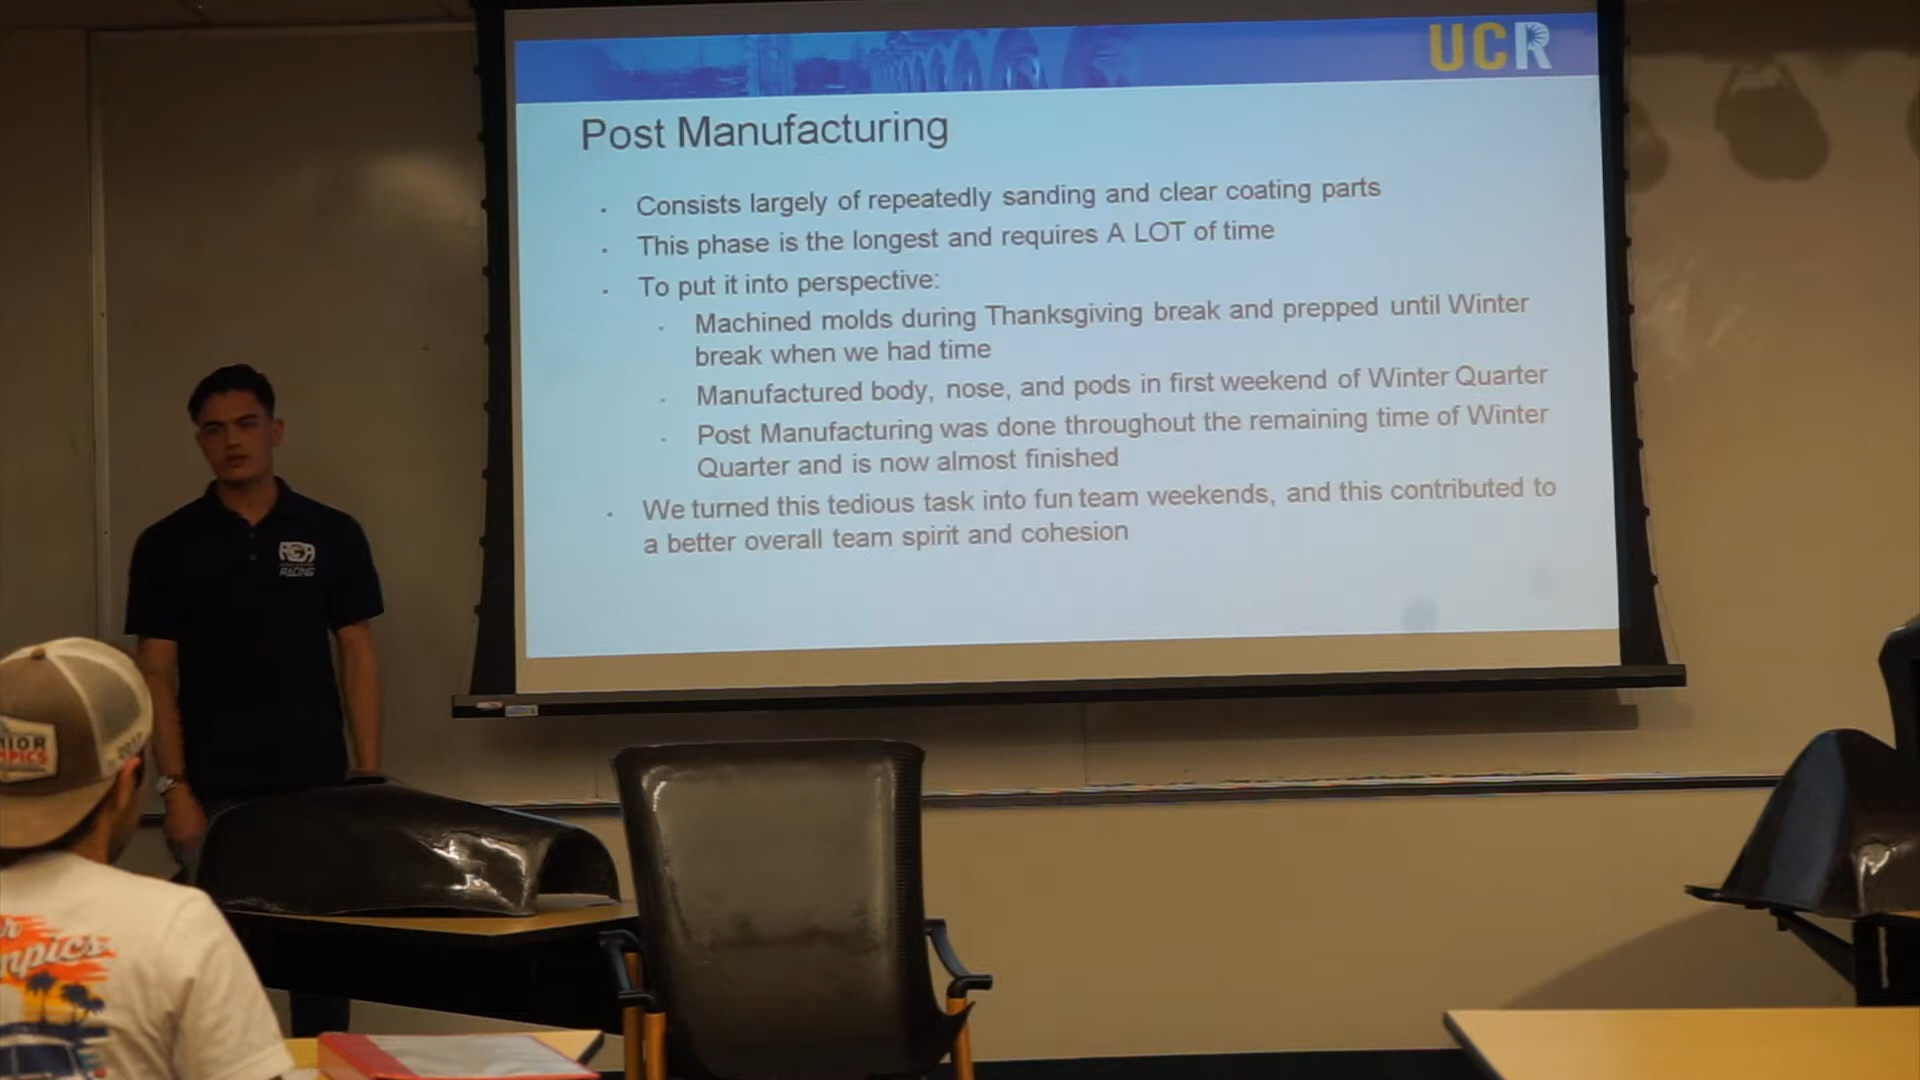 UCR
Post Manufacturing
Consists largely of repeatedly sanding and clear coating parts
This phase is the longest and requires A LOT of time
To put it into perspective:
Machined molds during Thanksgiving break and prepped until Winter
break when we had time
Manufactured body, nose, and pods in first weekend of Winter Quarter
Post Manufacturing was done throughout the remaining time of Winter
Quarter and is now almost finished
We turned this tedious task into fun team weekends, and this contributed to
a better overall team spirit and cohesion
RACING
2017